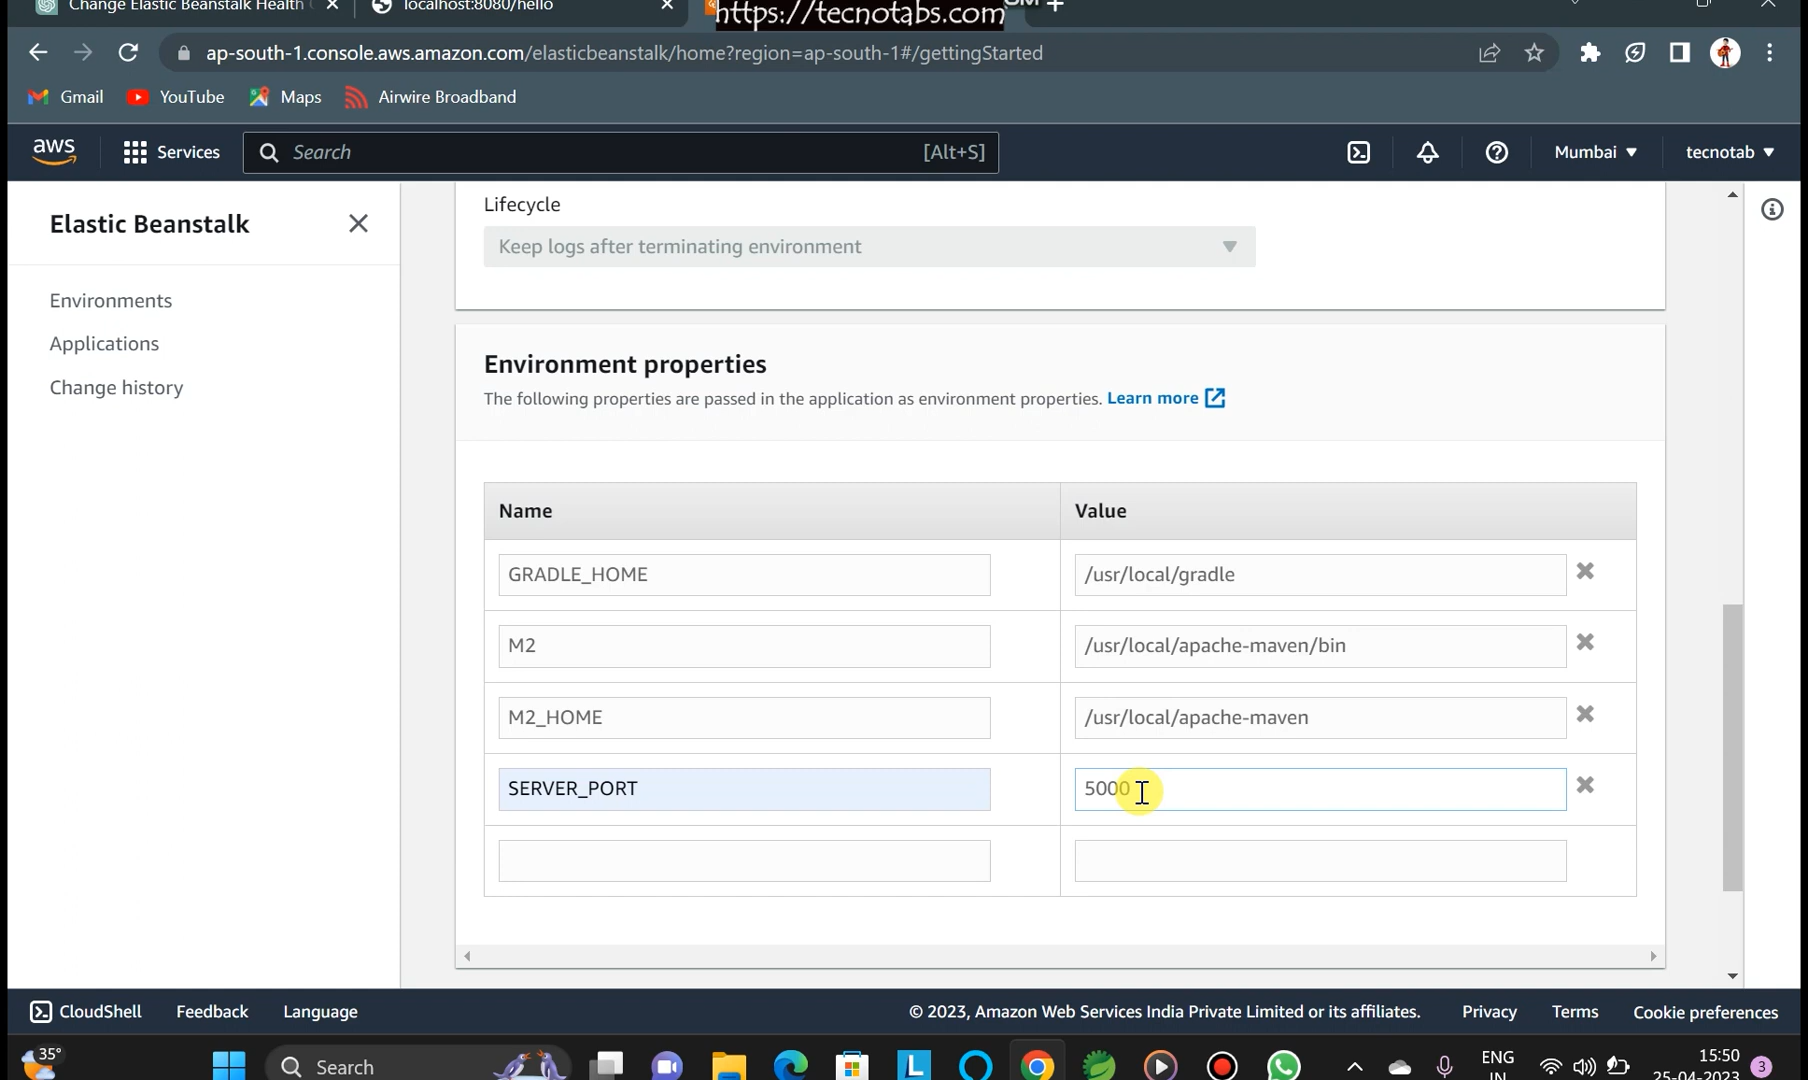 Change Elastic Beanstalk Health
localhost:8080/hello
https://tecnotabs.com
ap-south-1.console.aws.amazon.com/elasticbeanstalk/home?region=ap-south-1#/gettingStarted
Gmail YouTube Maps Airwire Broadband
aws Services Search [Alt+S] Mumbai tecnotab
Elastic Beanstalk
Environments
Applications
Change history
Lifecycle
Keep logs after terminating environment
Environment properties
The following properties are passed in the application as environment properties. Learn more
Name Value
GRADLE_HOME /usr/local/gradle
M2 /usr/local/apache-maven/bin
M2_HOME /usr/local/apache-maven
SERVER_PORT 5000
CloudShell Feedback Language © 2023, Amazon Web Services India Private Limited or its affiliates. Privacy Terms Cookie preferences
35° Search L ENG 15:50 3
IN 25-04-2023